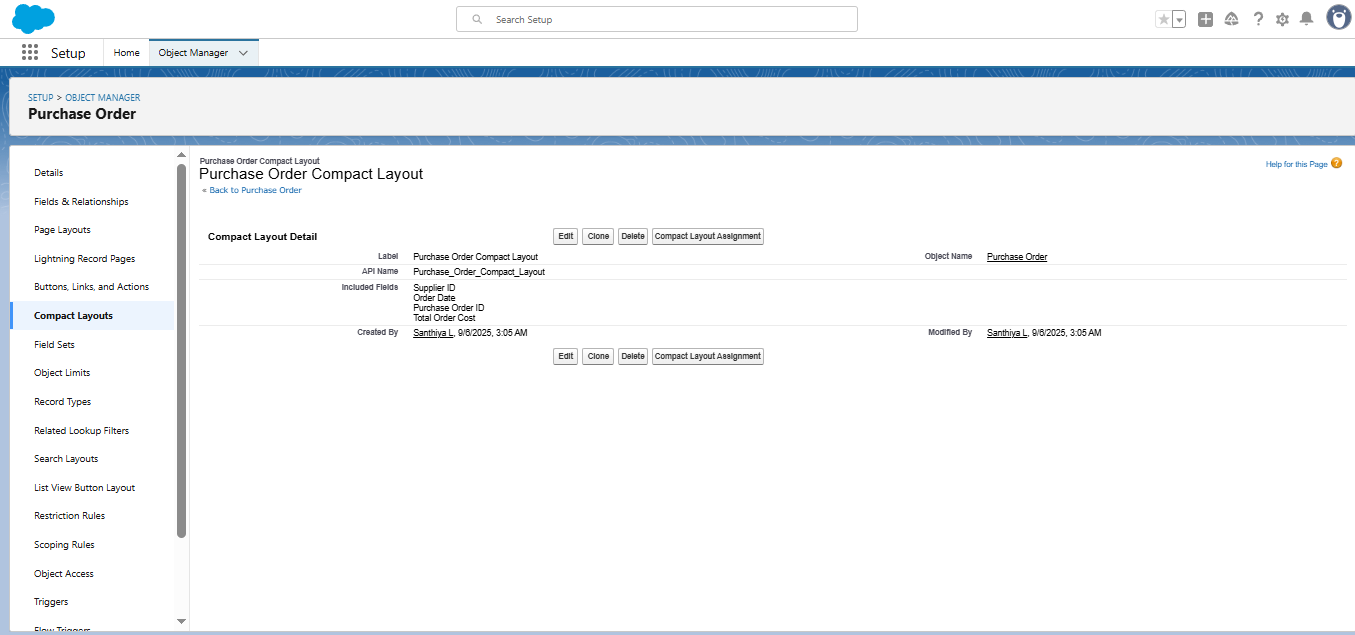 Search Setup
Setup
Home
Object Manager
SETUP > OBJECT MANAGER
Purchase Order
Details
Fields & Relationships
Page Layouts
Lightning Record Pages
Buttons, Links, and Actions
Compact Layouts
Field Sets
Object Limits
Record Types
Related Lookup Filters
Search Layouts
List View Button Layout
Restriction Rules
Scoping Rules
Object Access
Triggers
Flow Triggers
Purchase Order Compact Layout
Purchase Order Compact Layout
« Back to Purchase Order
Help for this Page ?
Compact Layout Detail
Edit Clone Delete Compact Layout Assignment
Label Purchase Order Compact Layout Object Name Purchase Order
API Name Purchase_Order_Compact_Layout
Included Fields Supplier ID
Order Date
Purchase Order ID
Total Order Cost
Created By Santhiya L, 9/6/2025, 3:05 AM Modified By Santhiya L, 9/6/2025, 3:05 AM
Edit Clone Delete Compact Layout Assignment